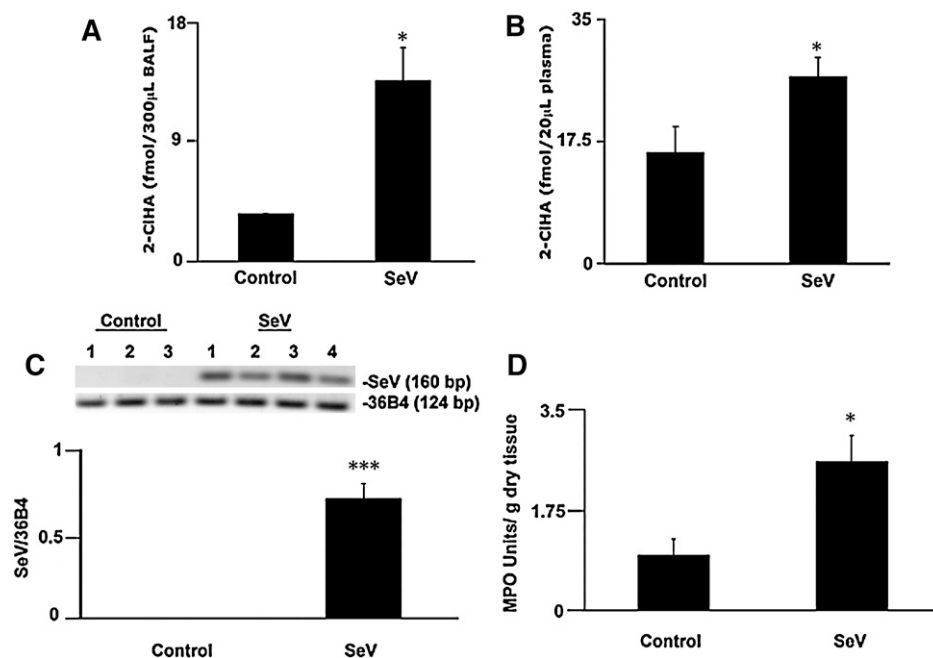 A
2-ClHA (fmol/300µL BALF)
18
9
0
*
Control
SeV
B
2-ClHA (fmol/20µL plasma)
35
17.5
0
*
Control
SeV
C
Control
SeV
1 2 3 1 2 3 4
-SeV (160 bp)
-36B4 (124 bp)
SeV/36B4
1
0.5
0
***
Control
SeV
D
MPO Units/ g dry tissue
3.5
1.75
0
*
Control
SeV